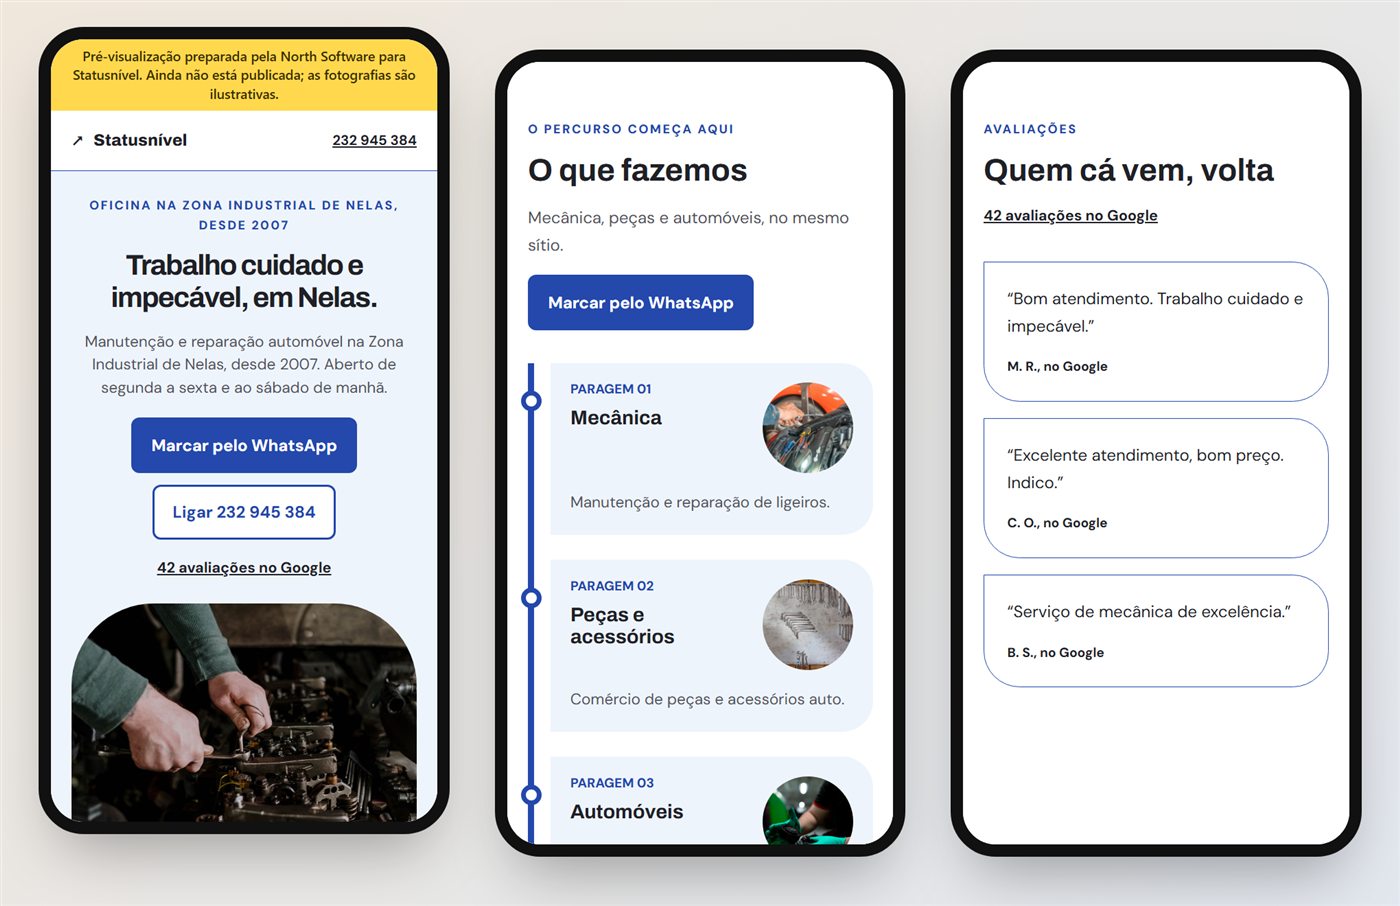 Pré-visualização preparada pela North Software para
Statusnível. Ainda não está publicada; as fotografias são
ilustrativas.
↗ Statusnível
232 945 384
OFICINA NA ZONA INDUSTRIAL DE NELAS,
DESDE 2007
Trabalho cuidado e
impecável, em Nelas.
Manutenção e reparação automóvel na Zona
Industrial de Nelas, desde 2007. Aberto de
segunda a sexta e ao sábado de manhã.
Marcar pelo WhatsApp
Ligar 232 945 384
42 avaliações no Google
O PERCURSO COMEÇA AQUI
O que fazemos
Mecânica, peças e automóveis, no mesmo
sítio.
Marcar pelo WhatsApp
PARAGEM 01
Mecânica
Manutenção e reparação de ligeiros.
PARAGEM 02
Peças e
acessórios
Comércio de peças e acessórios auto.
PARAGEM 03
Automóveis
AVALIAÇÕES
Quem cá vem, volta
42 avaliações no Google
“Bom atendimento. Trabalho cuidado e
impecável.”
M. R., no Google
“Excelente atendimento, bom preço.
Indico.”
C. O., no Google
“Serviço de mecânica de excelência.”
B. S., no Google